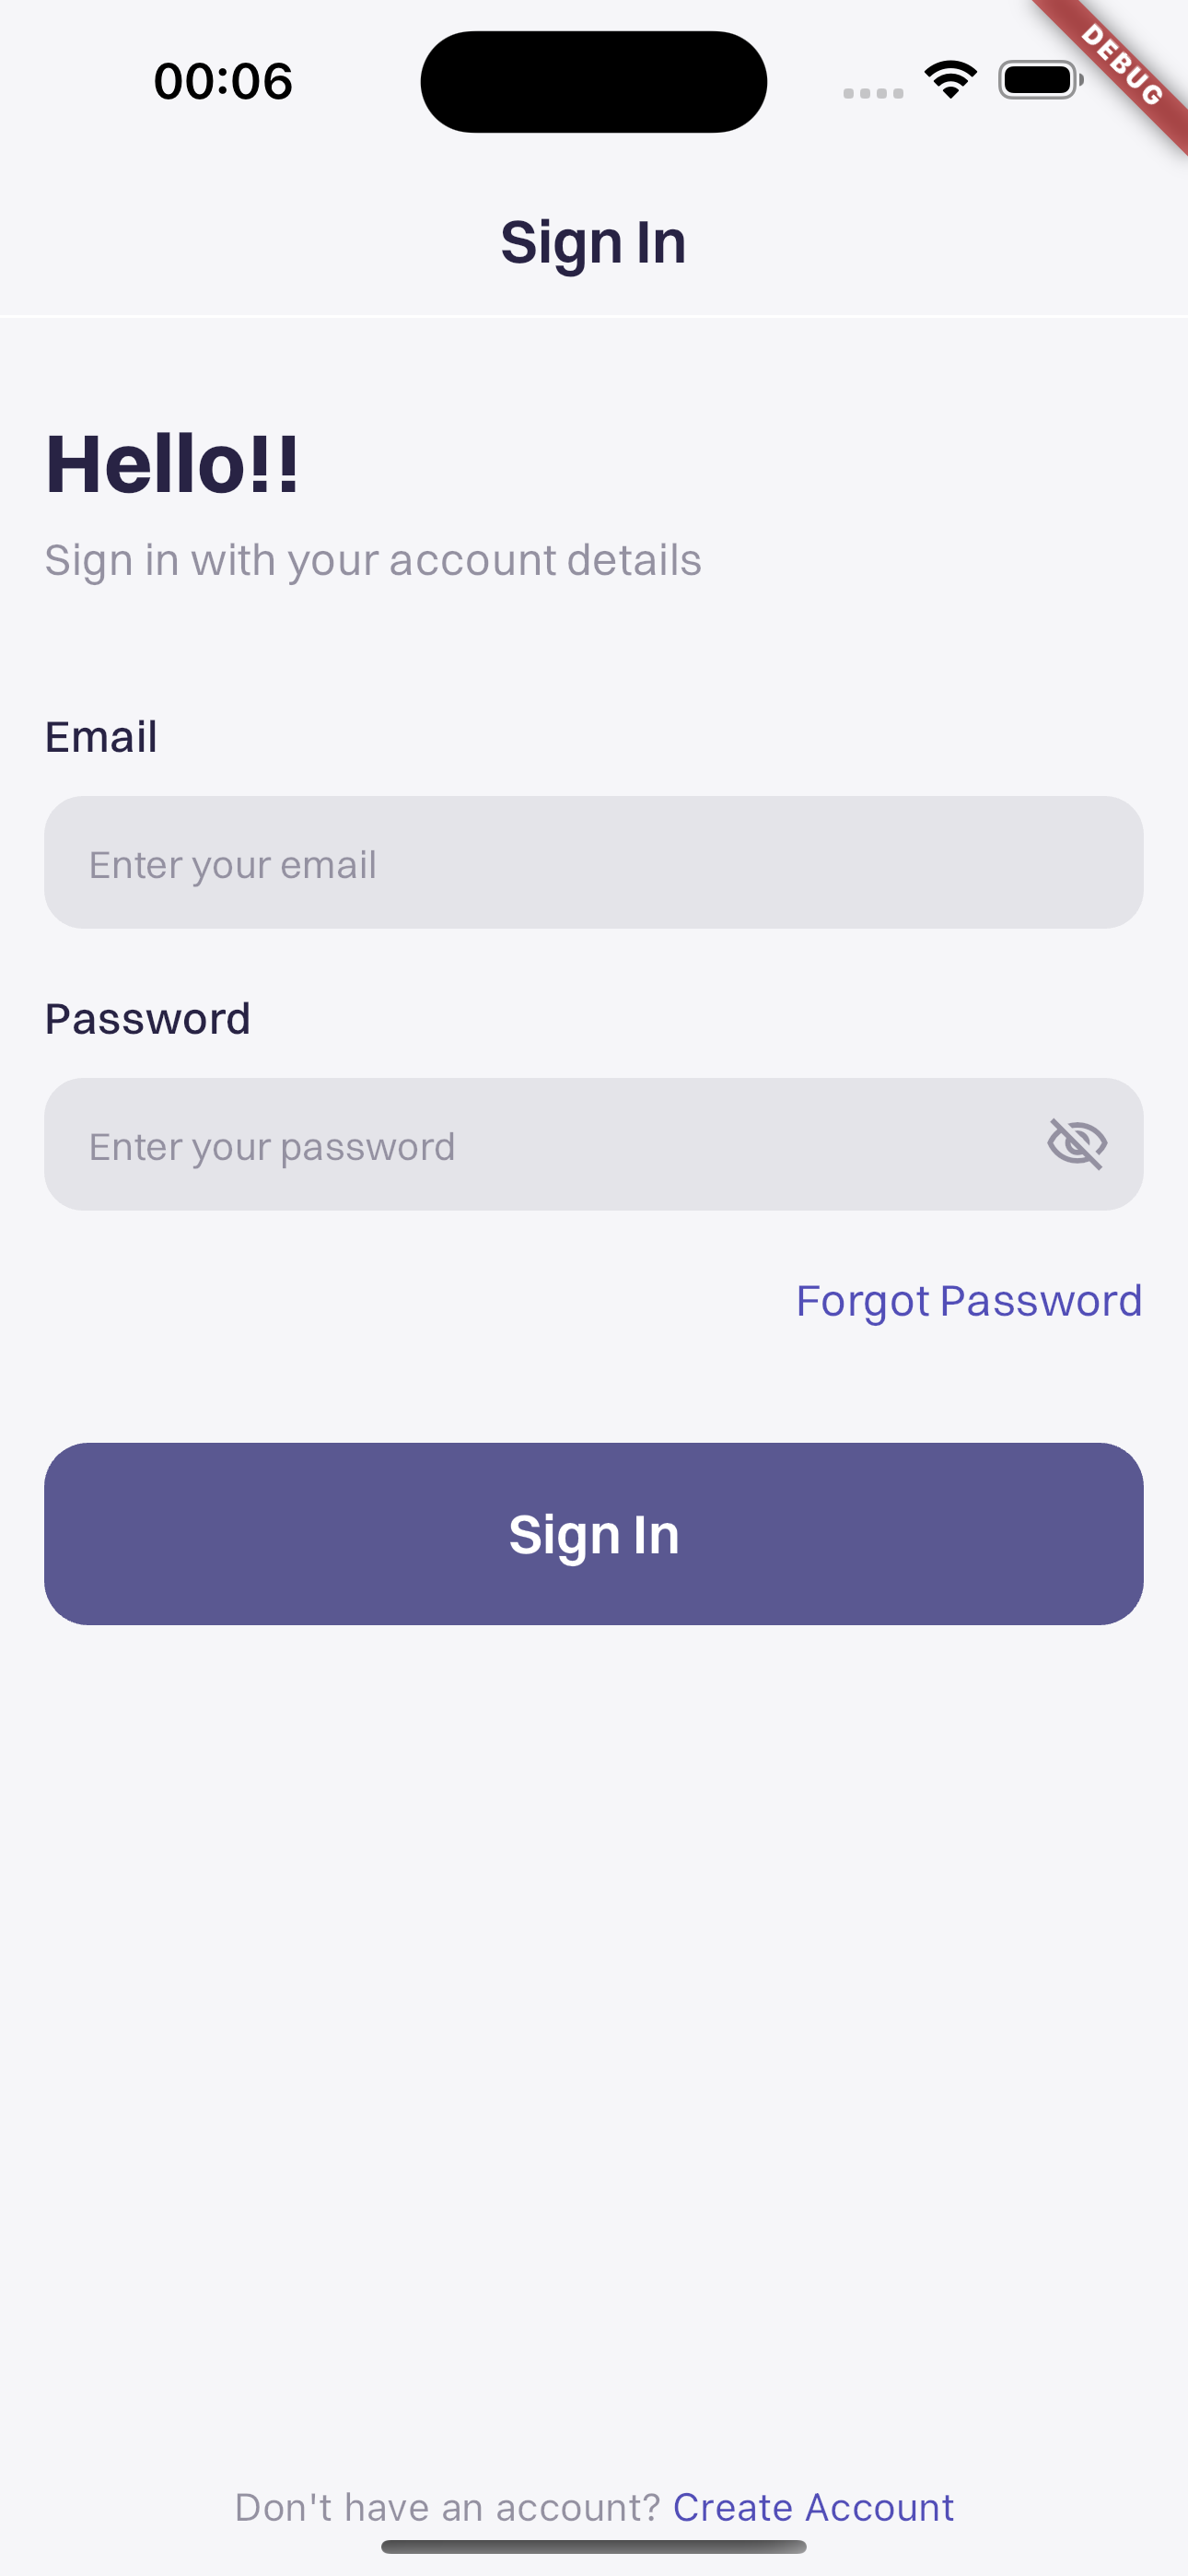 00:06
DEBUG
Sign In
Hello!!
Sign in with your account details
Email
Enter your email
Password
Enter your password
Forgot Password
Sign In
Don't have an account? Create Account